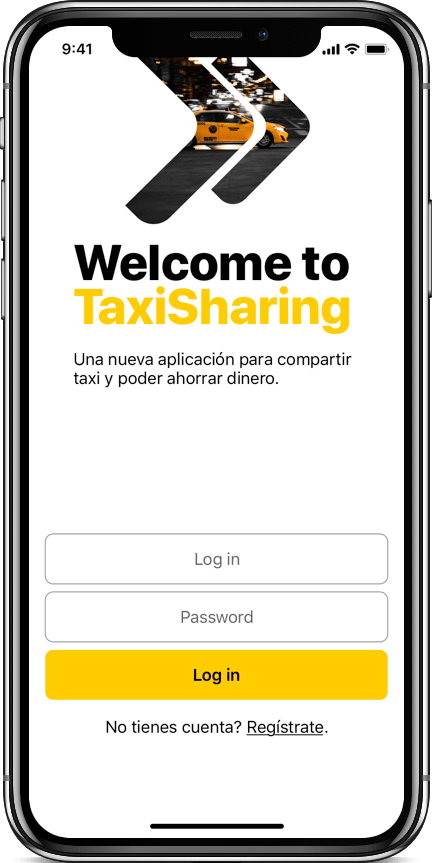 9:41
Welcome to
TaxiSharing
Una nueva aplicación para compartir
taxi y poder ahorrar dinero.
Log in
Password
Log in
No tienes cuenta? Regístrate.